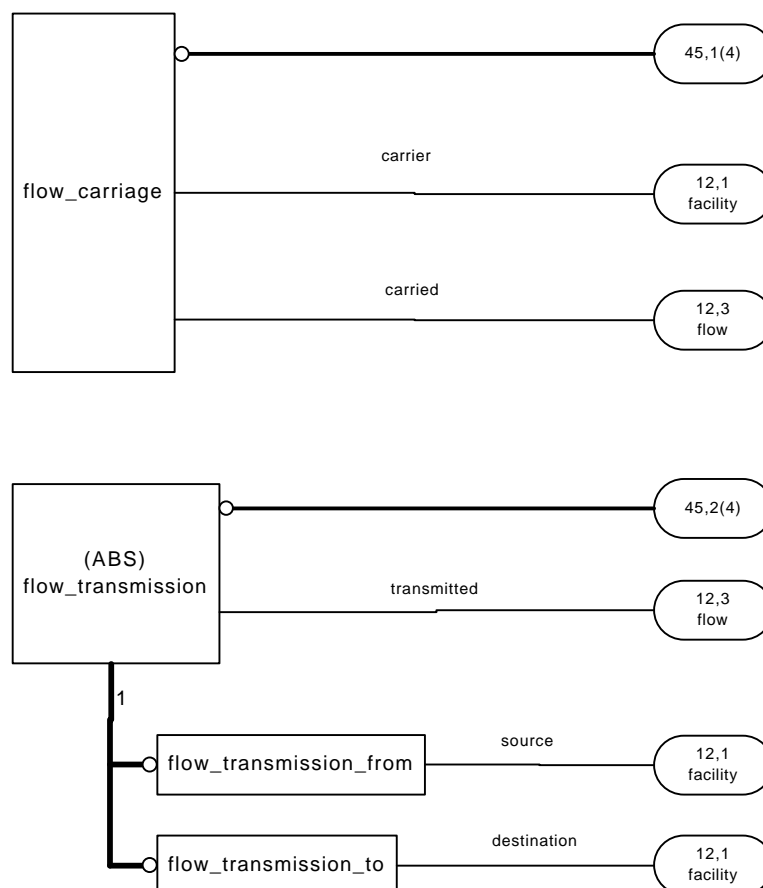 45,1(4)
carrier
flow_carriage
12,1
facility
carried
12,3
flow
45,2(4)
(ABS)
flow_transmission
transmitted
12,3
flow
1
source
flow_transmission_from
12,1
facility
destination
flow_transmission_to
12,1
facility